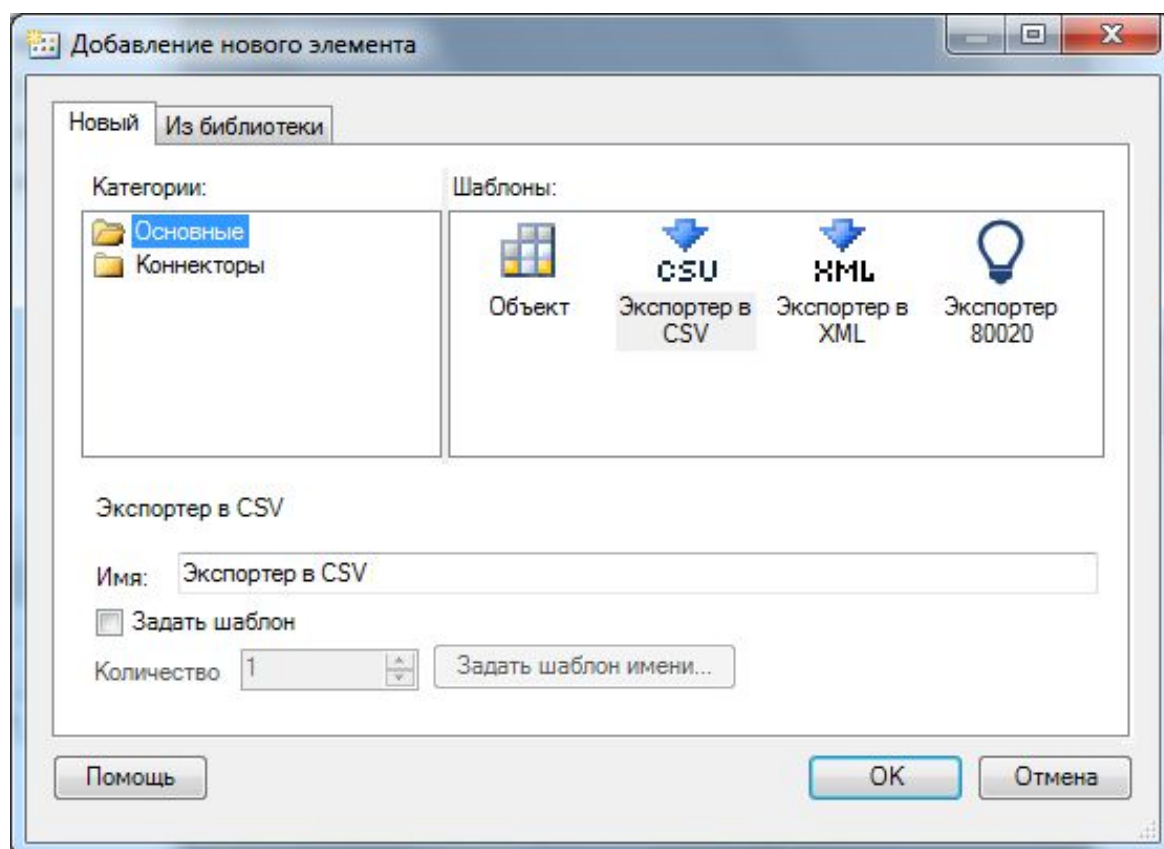 Добавление нового элемента
Новый
Из библиотеки
Категории:
Шаблоны:
Основные
Коннекторы
CSV
XML
Объект
Экспортер в
CSV
Экспортер в
XML
Экспортер
80020
Экспортер в CSV
Имя:
Экспортер в CSV
Задать шаблон
Количество
1
Задать шаблон имени...
Помощь
OK
Отмена